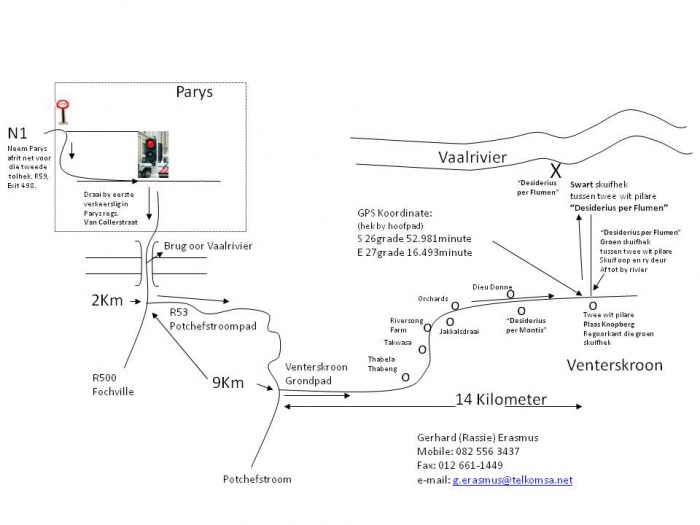 Parys
N1
Neem Parys
afrit net voor
die tweede
tolhek. R59,
Exit 498.
Draai by eerste
verkeerslig in
Parys regs.
Van Collerstraat
Brug oor Vaalrivier
2Km
R53
Potchefstroompad
R500
Fochville
9Km
Potchefstroom
Venterskroon
Grondpad
Thabela
Thabeng
Takwasa
Riversong
Farm
Orchards
Jakkalsdraai
Dieu Donne
"Desiderius
per Montis"
GPS Koordinate:
(hek by hoofpad)
S 26grade 52.981minute
E 27grade 16.493minute
Vaalrivier
X
"Desiderius
per Flumen"
Swart skuifhek
tussen twee wit pilare
"Desiderius per Flumen"
"Desiderius per Flumen"
Groen skuifhek
tussen twee wit pilare
Skuif oop en ry deur
Af tot by rivier
Twee wit pilare
Plaas Knopberg
Regoorkant die groen
skuifhek
Venterskroon
14 Kilometer
Gerhard (Rassie) Erasmus
Mobile: 082 556 3437
Fax: 012 661-1449
e-mail: g.erasmus@telkomsa.net